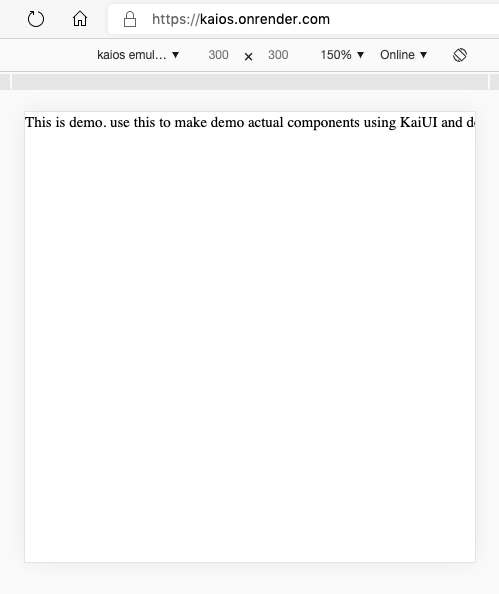 https://kaios.onrender.com
kaios emul... ▼ 300 × 300 150% ▼ Online ▼
This is demo. use this to make demo actual components using KaiUI and